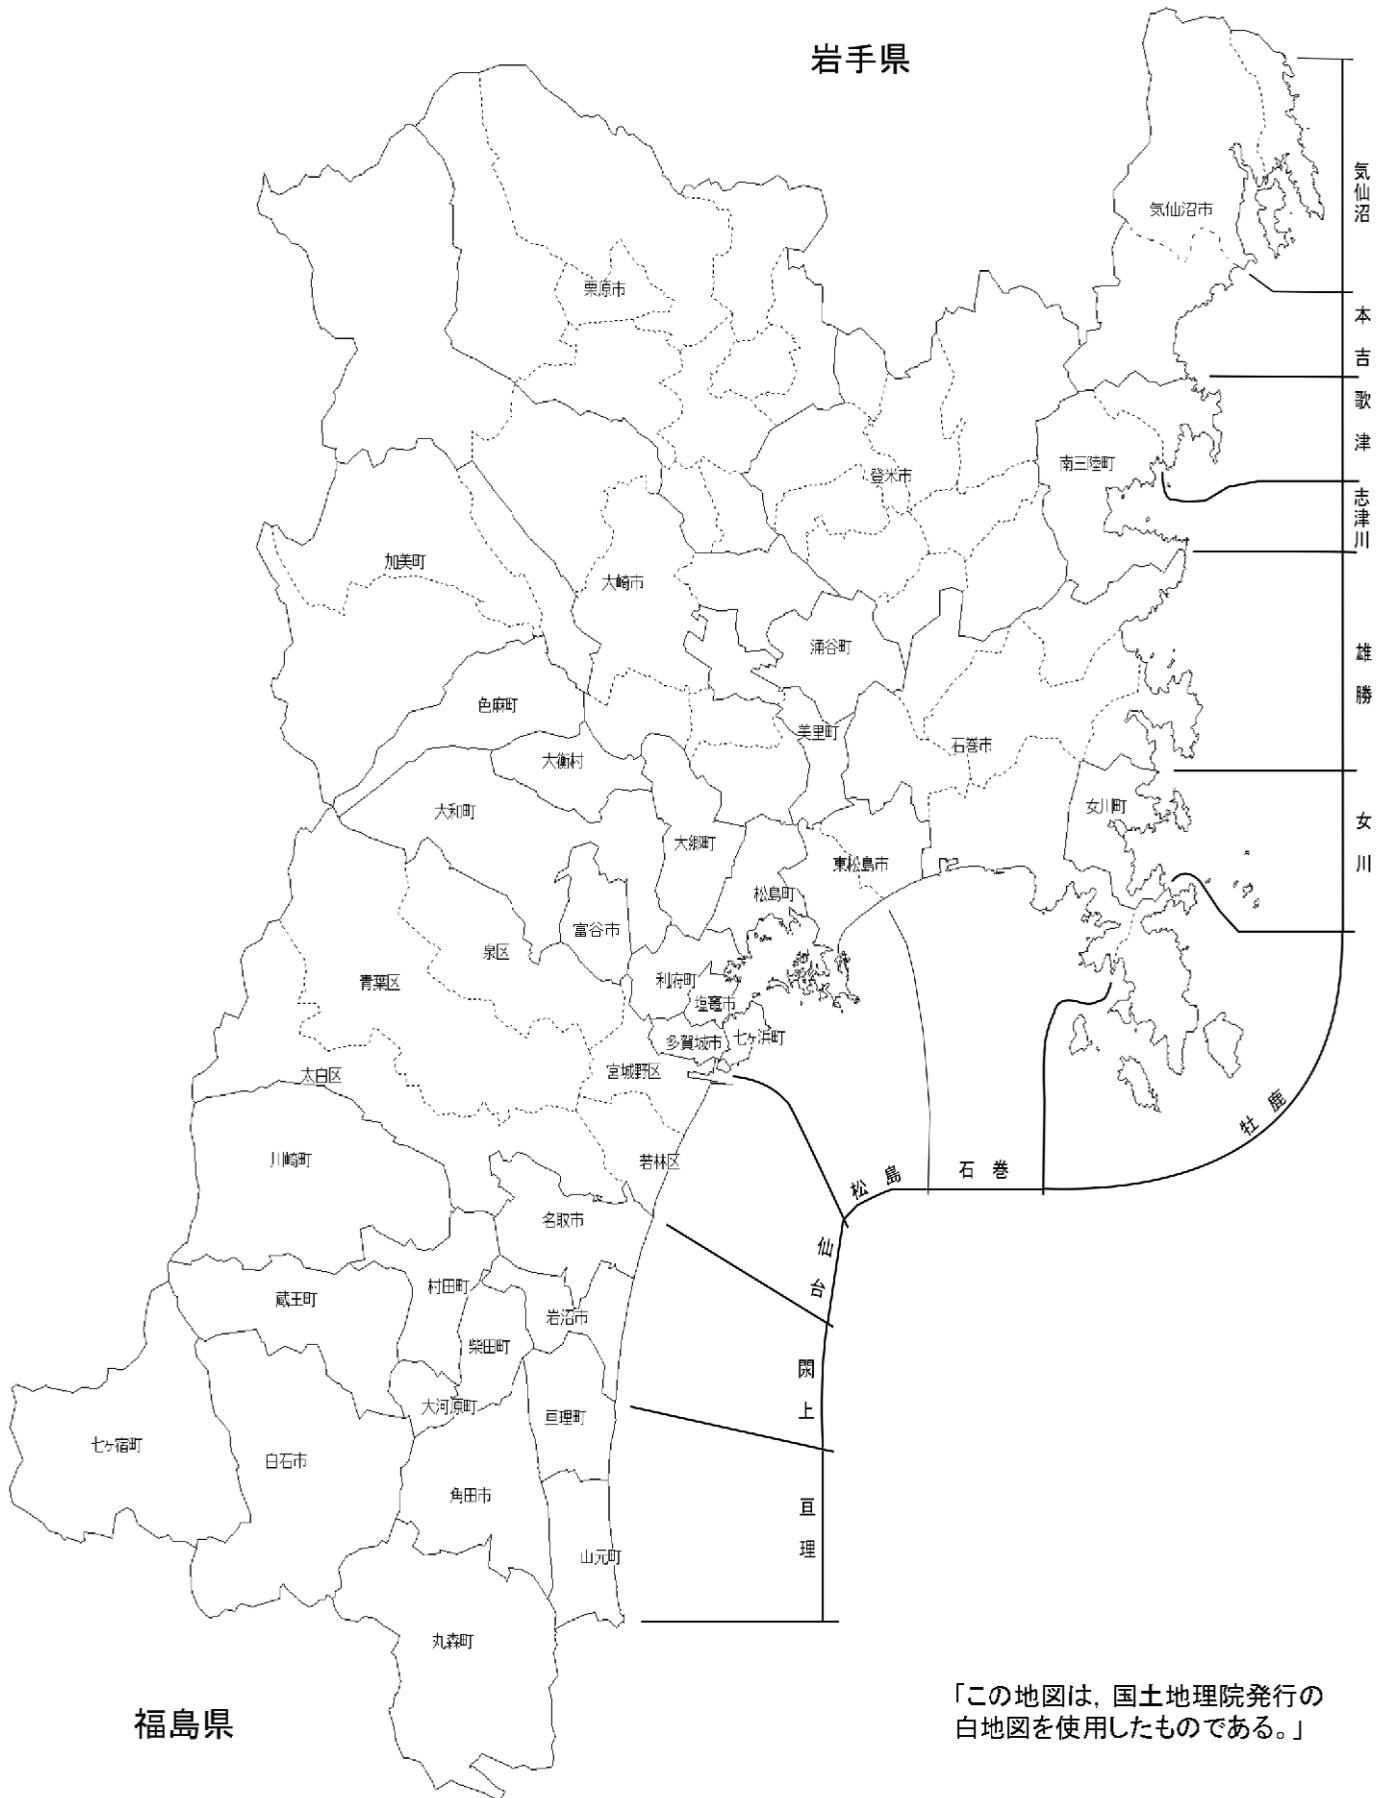 岩手県
気仙沼
気仙沼市
栗原市
本吉
歌津
南三陸町
登米市
志津川
加美町
大崎市
涌谷町
雄勝
色麻町
美里町
石巻市
大衡村
大和町
女川町
女川
大郷町
東松島市
松島町
富谷市
泉区
青葉区
利府町
塩竈市
多賀城市
七ヶ浜町
宮城野区
太白区
牡鹿
川崎町
若林区
石巻
松島
名取市
仙台
村田町
蔵王町
岩沼市
柴田町
閖上
大河原町
亘理町
七ヶ宿町
白石市
角田市
亘理
山元町
丸森町
福島県
「この地図は，国土地理院発行の
白地図を使用したものである。」